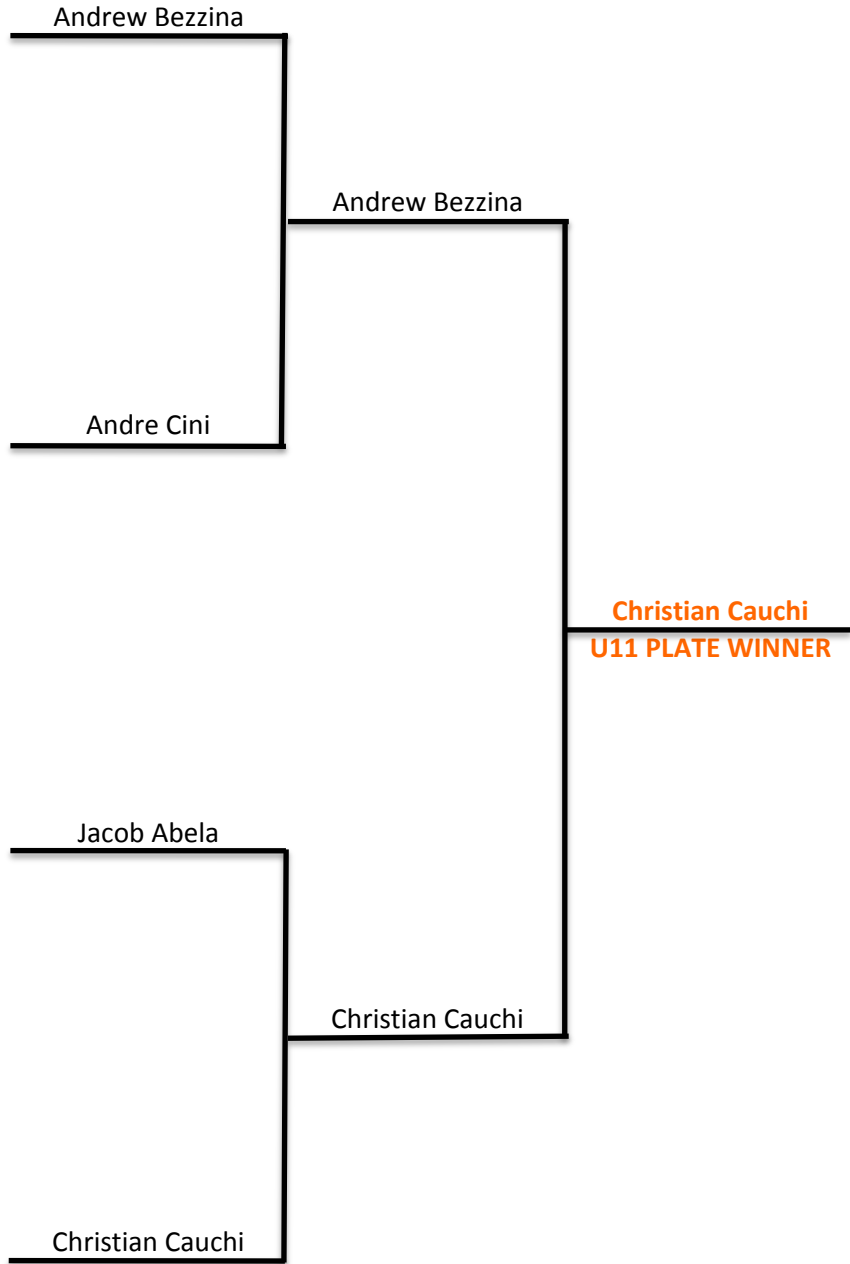 Andrew Bezzina
Andrew Bezzina
Andre Cini
Christian Cauchi
U11 PLATE WINNER
Jacob Abela
Christian Cauchi
Christian Cauchi